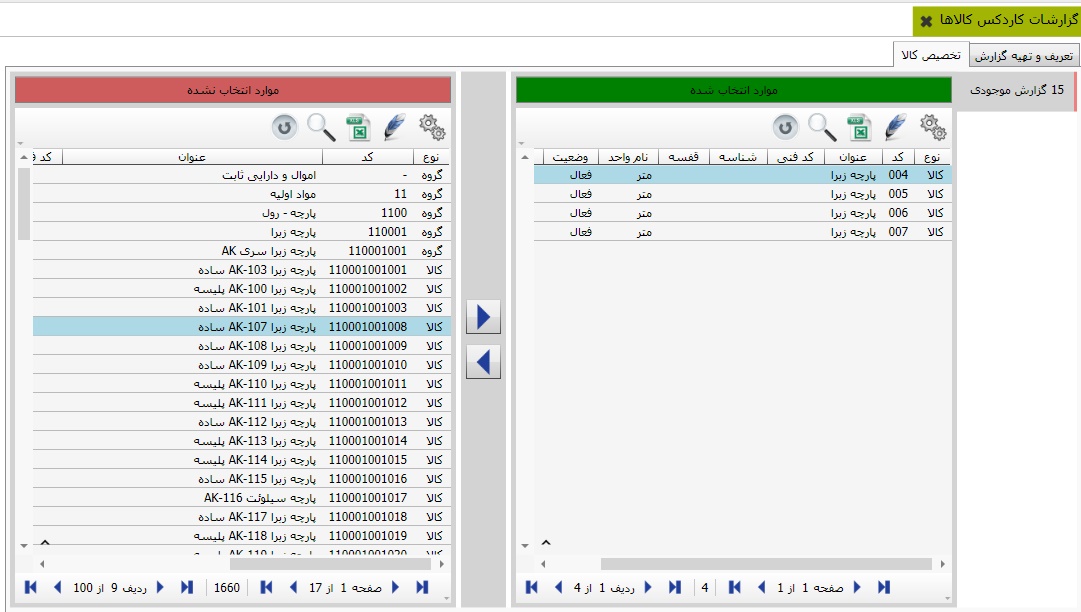 گزارشات کاردکس کالاها
تعریف و تهیه گزارش
تخصیص کالا
15 گزارش موجودی
موارد انتخاب شده
نوع کد عنوان کد فنی شناسه قفسه نام واحد وضعیت
کالا 004 پارچه زبرا متر فعال
کالا 005 پارچه زبرا متر فعال
کالا 006 پارچه زبرا متر فعال
کالا 007 پارچه زبرا متر فعال
صفحه 1 از 1 4 ردیف 1 از 4
موارد انتخاب نشده
نوع کد عنوان
گروه - اموال و دارایی ثابت
گروه 11 مواد اولیه
گروه 1100 پارچه - رول
گروه 110001 پارچه زبرا
گروه 110001001 پارچه زبرا سری AK
کالا 110001001001 پارچه زبرا AK-103 ساده
کالا 110001001002 پارچه زبرا AK-100 پلیسه
کالا 110001001003 پارچه زبرا AK-101 ساده
کالا 110001001008 پارچه زبرا AK-107 ساده
کالا 110001001009 پارچه زبرا AK-108 ساده
کالا 110001001010 پارچه زبرا AK-109 ساده
کالا 110001001011 پارچه زبرا AK-110 پلیسه
کالا 110001001012 پارچه زبرا AK-111 پلیسه
کالا 110001001013 پارچه زبرا AK-112 ساده
کالا 110001001014 پارچه زبرا AK-113 پلیسه
کالا 110001001015 پارچه زبرا AK-114 پلیسه
کالا 110001001016 پارچه زبرا AK-115 ساده
کالا 110001001017 پارچه سیلوئت AK-116
کالا 110001001018 پارچه زبرا AK-117 ساده
کالا 110001001019 پارچه زبرا AK-118 پلیسه
صفحه 1 از 17 1660 ردیف 9 از 100